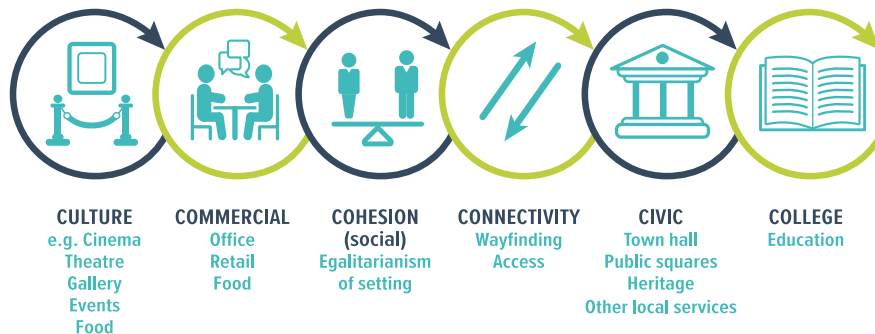 CULTURE
e.g. Cinema
Theatre
Gallery
Events
Food
COMMERCIAL
Office
Retail
Food
COHESION
(social)
Egalitarianism
of setting
CONNECTIVITY
Wayfinding
Access
CIVIC
Town hall
Public squares
Heritage
Other local services
COLLEGE
Education